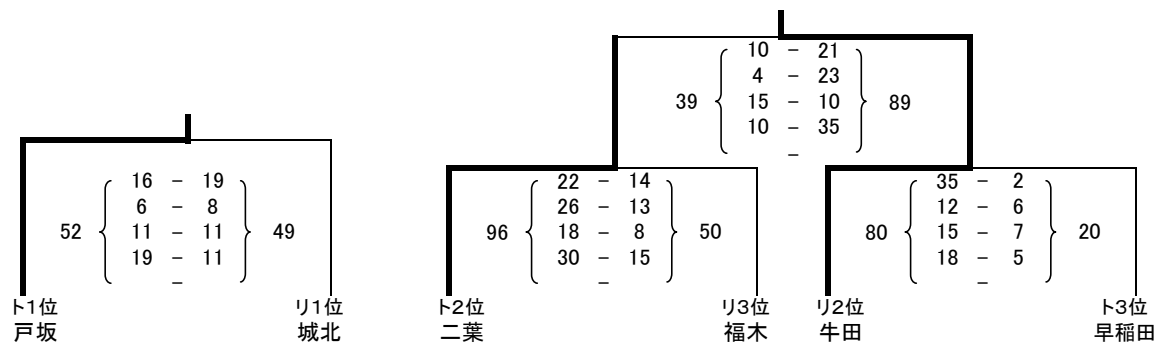 10 － 21
4 － 23
39 15 － 10 89
10 － 35
－
16 － 19
6 － 8
52 11 － 11 49
19 － 11
－
22 － 14
26 － 13
96 18 － 8 50
30 － 15
－
35 － 2
12 － 6
80 15 － 7 20
18 － 5
－
ト1位 リ1位 ト2位 リ3位 リ2位 ト3位
戸坂 城北 二葉 福木 牛田 早稲田